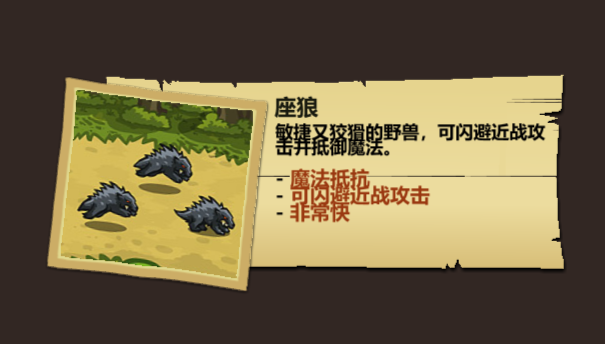 座狼
敏捷又狡猾的野兽，可闪避近战攻
击并抵御魔法。
- 魔法抵抗
- 可闪避近战攻击
- 非常快